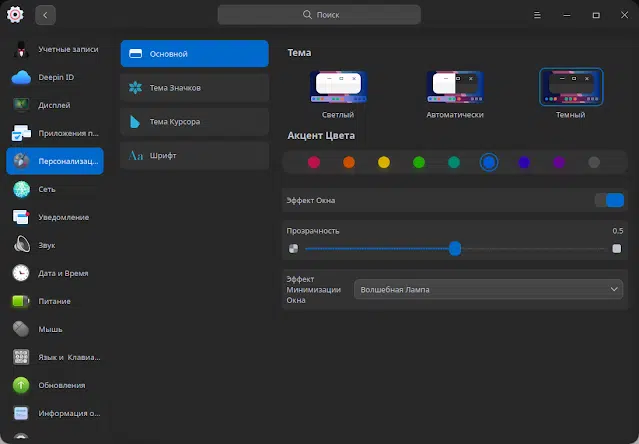 Поиск
Учетные записи
Deepin ID
Дисплей
Приложения п...
Персонализац...
Сеть
Уведомление
Звук
Дата и Время
Питание
Мышь
Язык и Клавиа...
Обновления
Информация о...
Основной
Тема Значков
Тема Курсора
Aa Шрифт
Тема
Светлый
Автоматически
Темный
Акцент Цвета
Эффект Окна
Прозрачность 0.5
Эффект
Минимизации
Окна
Волшебная Лампа